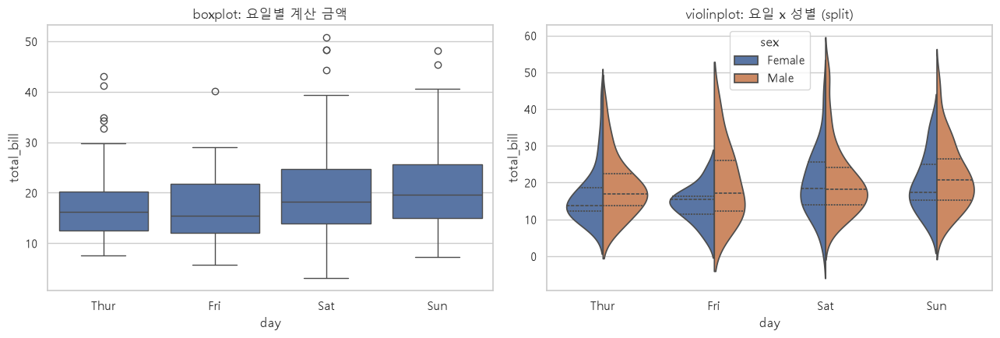 boxplot: 요일별 계산 금액
total_bill
50
40
30
20
10
Thur
Fri
Sat
Sun
day
violinplot: 요일 x 성별 (split)
total_bill
60
50
40
30
20
10
0
sex
Female
Male
Thur
Fri
Sat
Sun
day